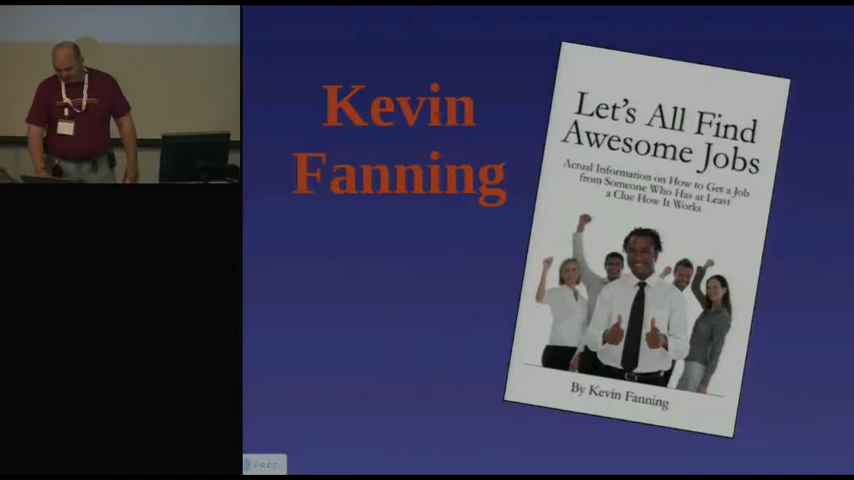 Kevin
Fanning
Let's All Find
Awesome Jobs
Actual Information on How to Get a Job
from Someone Who Has at Least
a Clue How It Works
By Kevin Fanning